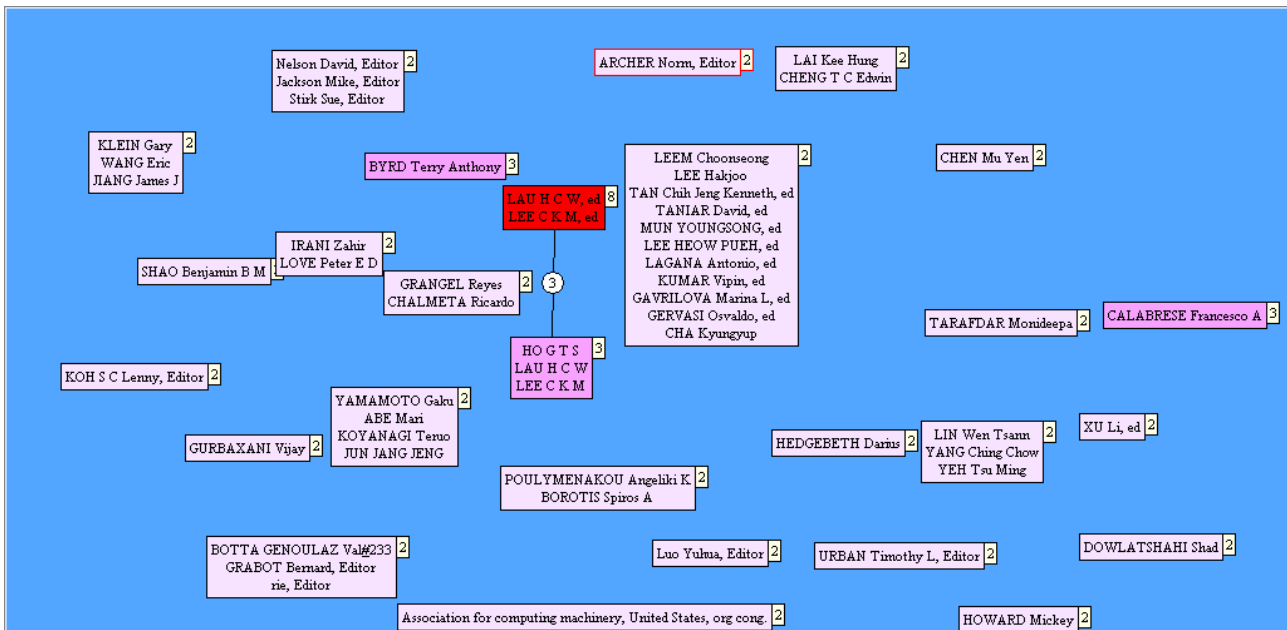 Nelson David, Editor 2
Jackson Mike, Editor
Stirk Sue, Editor
ARCHER Norm, Editor 2
LAI Kee Hung 2
CHENG T C Edwin
KLEIN Gary 2
WANG Eric
JIANG James J
BYRD Terry Anthony 3
LEEM Choonseong 2
LEE Hakjoo
TAN Chih Jeng Kenneth, ed
TANIAR David, ed
MUN YOUNGSONG, ed
LEE HEOW PUEH, ed
LAGANA Antonio, ed
KUMAR Vipin, ed
GAVRILOVA Marina L, ed
GERVASI Osvaldo, ed
CHA Kyungyup
CHEN Mu Yen 2
LAU H C W, ed 8
LEE C K M, ed
IRANI Zahir 2
LOVE Peter E D
SHAO Benjamin B M
GRANGEL Reyes 2
CHALMETA Ricardo
3
TARAFDAR Monideepa 2
CALABRESE Francesco A 3
HO G T S 3
LAU H C W
LEE C K M
KOH S C Lenny, Editor 2
YAMAMOTO Gaku 2
ABE Mari
KOYANAGI Teruo
JUN JANG JENG
GURBAXANI Vijay 2
HEDGEBETH Darius 2
LIN Wen Tsann 2
YANG Ching Chow
YEH Tsu Ming
XU Li, ed 2
POULYMENAKOU Angeliki K 2
BOROTIS Spiros A
BOTTA GENOULAZ Val&#233 2
GRABOT Bernard, Editor
rie, Editor
Luo Yuhua, Editor 2
URBAN Timothy L, Editor 2
DOWLATSHAHI Shad 2
Association for computing machinery, United States, org cong. 2
HOWARD Mickey 2